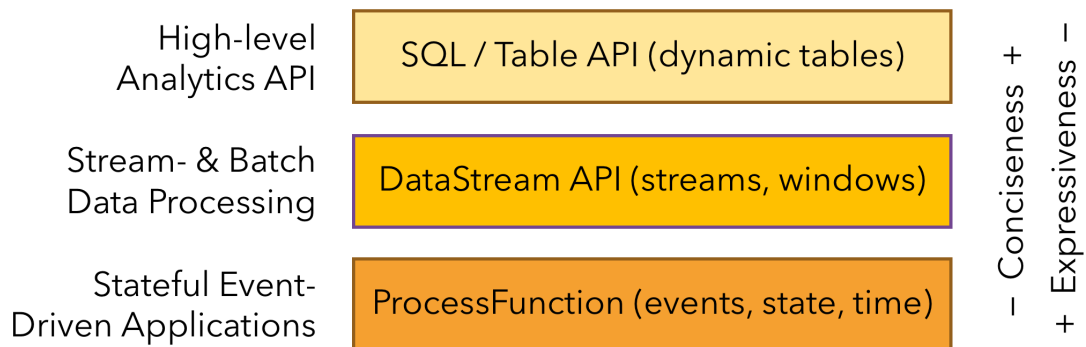 High-level
Analytics API
SQL / Table API (dynamic tables)
Stream- & Batch
Data Processing
DataStream API (streams, windows)
Stateful Event-
Driven Applications
ProcessFunction (events, state, time)
– Conciseness +
+ Expressiveness –